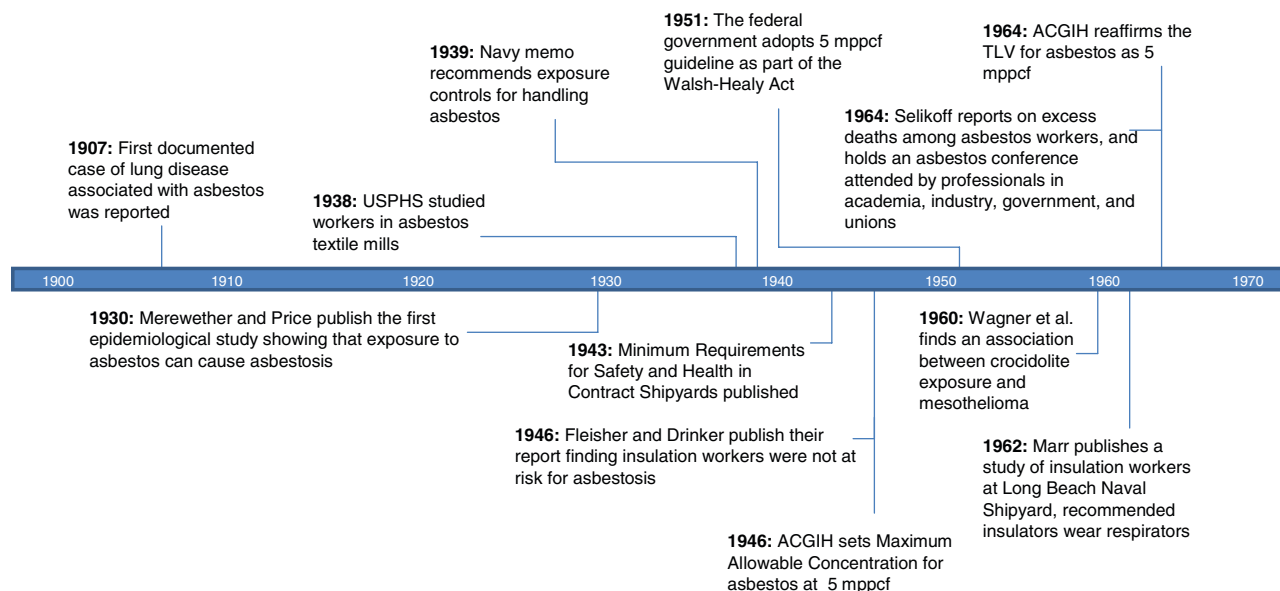 1907: First documented
case of lung disease
associated with asbestos
was reported
1939: Navy memo
recommends exposure
controls for handling
asbestos
1938: USPHS studied
workers in asbestos
textile mills
1951: The federal
government adopts 5 mppcf
guideline as part of the
Walsh-Healy Act
1964: ACGIH reaffirms the
TLV for asbestos as 5
mppcf
1964: Selikoff reports on excess
deaths among asbestos workers, and
holds an asbestos conference
attended by professionals in
academia, industry, government, and
unions
1900 1910 1920 1930 1940 1950 1960 1970
1930: Merewether and Price publish the first
epidemiological study showing that exposure to
asbestos can cause asbestosis
1943: Minimum Requirements
for Safety and Health in
Contract Shipyards published
1946: Fleisher and Drinker publish their
report finding insulation workers were not at
risk for asbestosis
1946: ACGIH sets Maximum
Allowable Concentration for
asbestos at 5 mppcf
1960: Wagner et al.
finds an association
between crocidolite
exposure and
mesothelioma
1962: Marr publishes a
study of insulation workers
at Long Beach Naval
Shipyard, recommended
insulators wear respirators